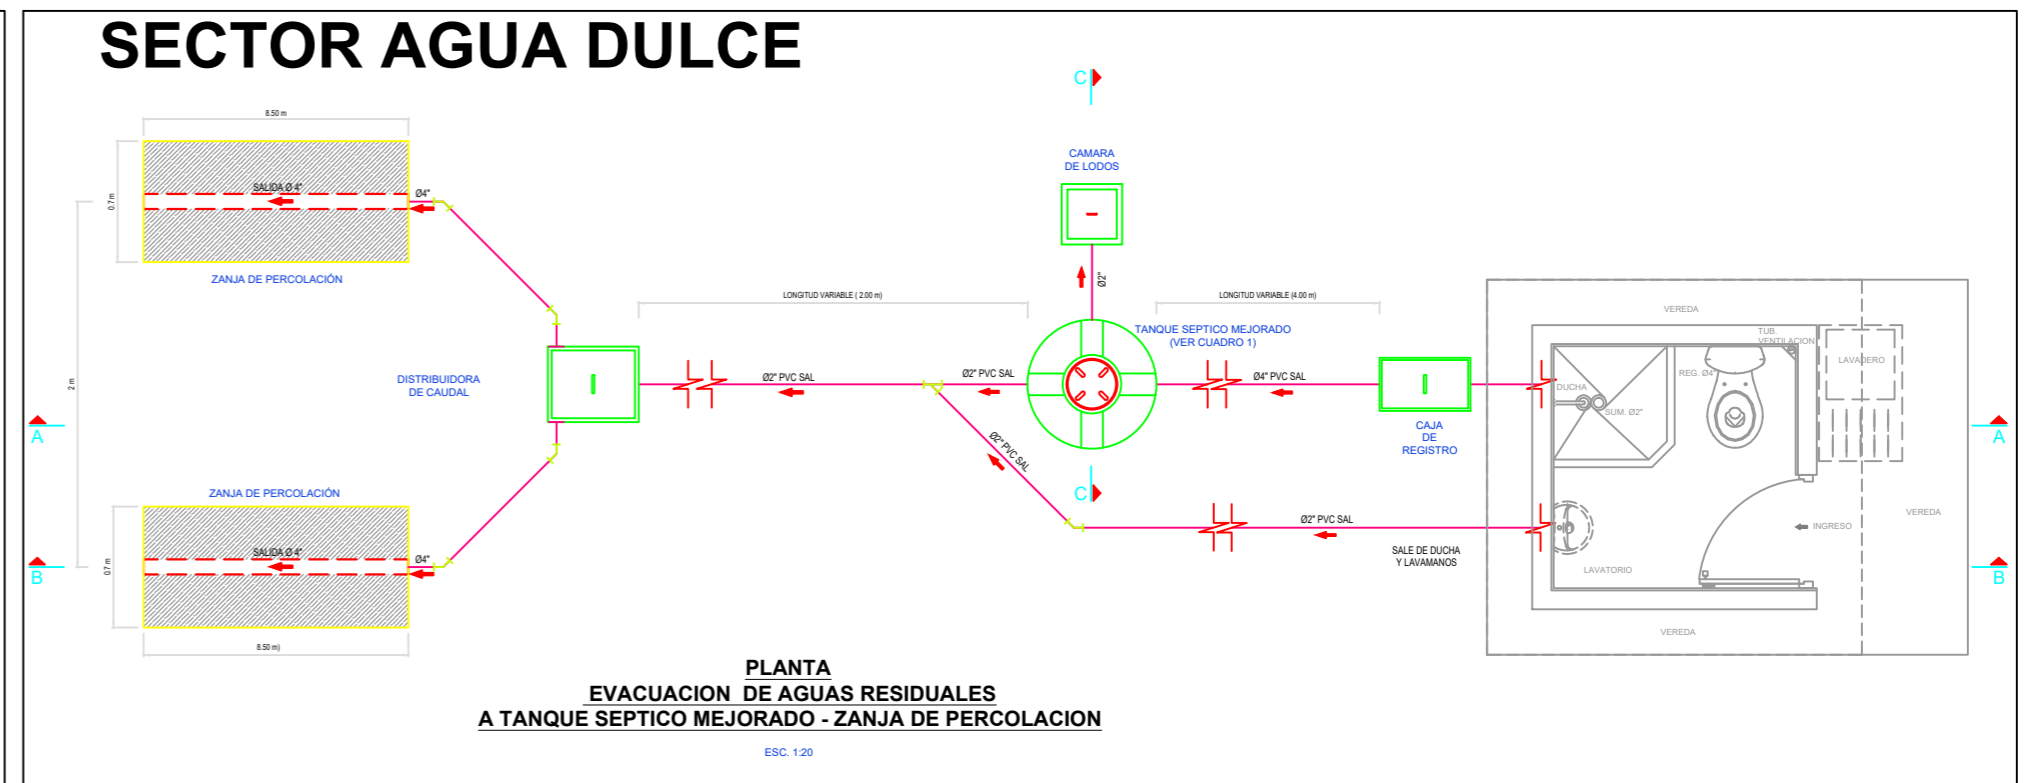 SECTOR AGUA DULCE
C
8.50 m
CAMARA
DE LODOS
SALIDA Ø 4"
Ø4"
0.7 m
ZANJA DE PERCOLACIÓN
Ø2"
LONGITUD VARIABLE ( 2.00 m)
LONGITUD VARIABLE (4.00 m)
VEREDA
TANQUE SEPTICO MEJORADO
(VER CUADRO 1)
TUB.
VENTILACION
LAVADERO
2 m
DISTRIBUIDORA
DE CAUDAL
Ø2" PVC SAL
Ø2" PVC SAL
Ø4" PVC SAL
REG. Ø4"
DUCHA
SUM. Ø2"
A
CAJA
DE
REGISTRO
A
Ø2" PVC SAL
ZANJA DE PERCOLACIÓN
C
Ø2" PVC SAL
INGRESO
VEREDA
SALIDA Ø 4"
Ø4"
0.7 m
SALE DE DUCHA
Y LAVAMANOS
LAVATORIO
B
B
VEREDA
8.50 m)
PLANTA
EVACUACION DE AGUAS RESIDUALES
A TANQUE SEPTICO MEJORADO - ZANJA DE PERCOLACION
ESC. 1:20